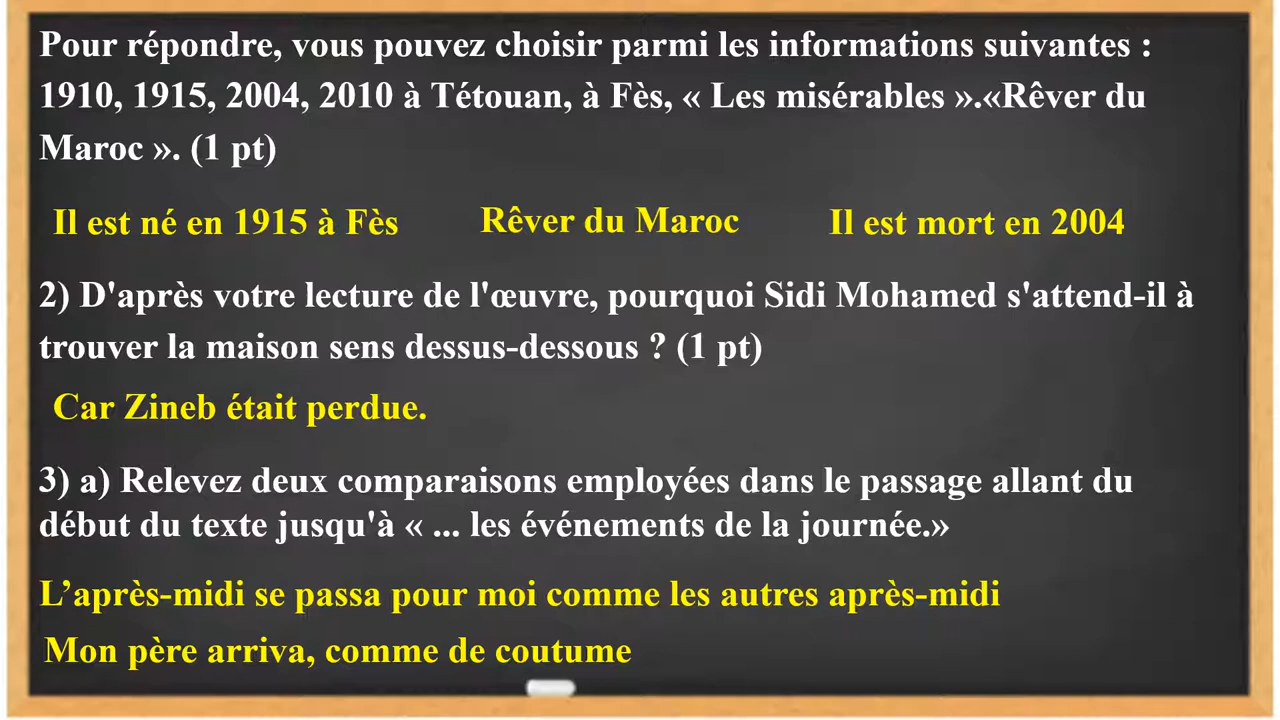 Pour répondre, vous pouvez choisir parmi les informations suivantes :
1910, 1915, 2004, 2010 à Tétouan, à Fès, « Les misérables ».«Rêver du
Maroc ». (1 pt)
Il est né en 1915 à Fès Rêver du Maroc Il est mort en 2004
2) D'après votre lecture de l'œuvre, pourquoi Sidi Mohamed s'attend-il à
trouver la maison sens dessus-dessous ? (1 pt)
Car Zineb était perdue.
3) a) Relevez deux comparaisons employées dans le passage allant du
début du texte jusqu'à « ... les événements de la journée.»
L’après-midi se passa pour moi comme les autres après-midi
Mon père arriva, comme de coutume